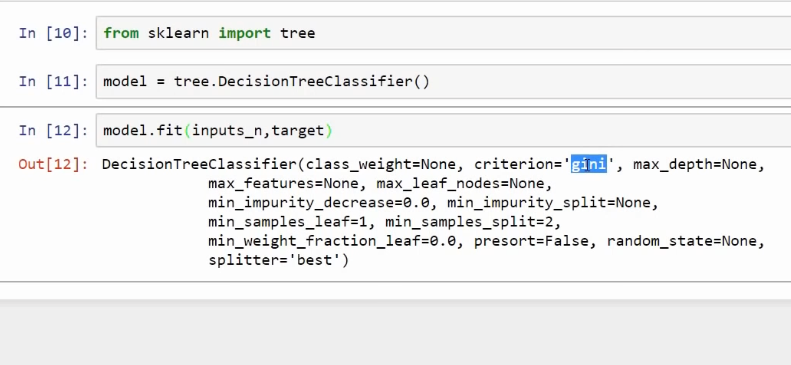 In [10]: from sklearn import tree
In [11]: model = tree.DecisionTreeClassifier()
In [12]: model.fit(inputs_n,target)
Out[12]: DecisionTreeClassifier(class_weight=None, criterion='gini', max_depth=None,
max_features=None, max_leaf_nodes=None,
min_impurity_decrease=0.0, min_impurity_split=None,
min_samples_leaf=1, min_samples_split=2,
min_weight_fraction_leaf=0.0, presort=False, random_state=None,
splitter='best')